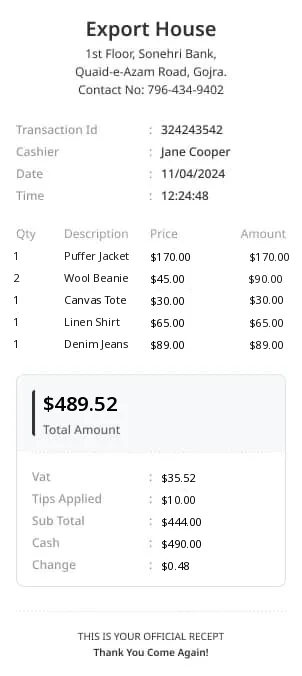 Export House
1st Floor, Sonehri Bank,
Quaid-e-Azam Road, Gojra.
Contact No: 796-434-9402
Transaction Id : 324243542
Cashier : Jane Cooper
Date : 11/04/2024
Time : 12:24:48
Qty Description Price Amount
1 Puffer Jacket $170.00 $170.00
2 Wool Beanie $45.00 $90.00
1 Canvas Tote $30.00 $30.00
1 Linen Shirt $65.00 $65.00
1 Denim Jeans $89.00 $89.00
$489.52
Total Amount
Vat : $35.52
Tips Applied : $10.00
Sub Total : $444.00
Cash : $490.00
Change : $0.48
THIS IS YOUR OFFICIAL RECEPT
Thank You Come Again!